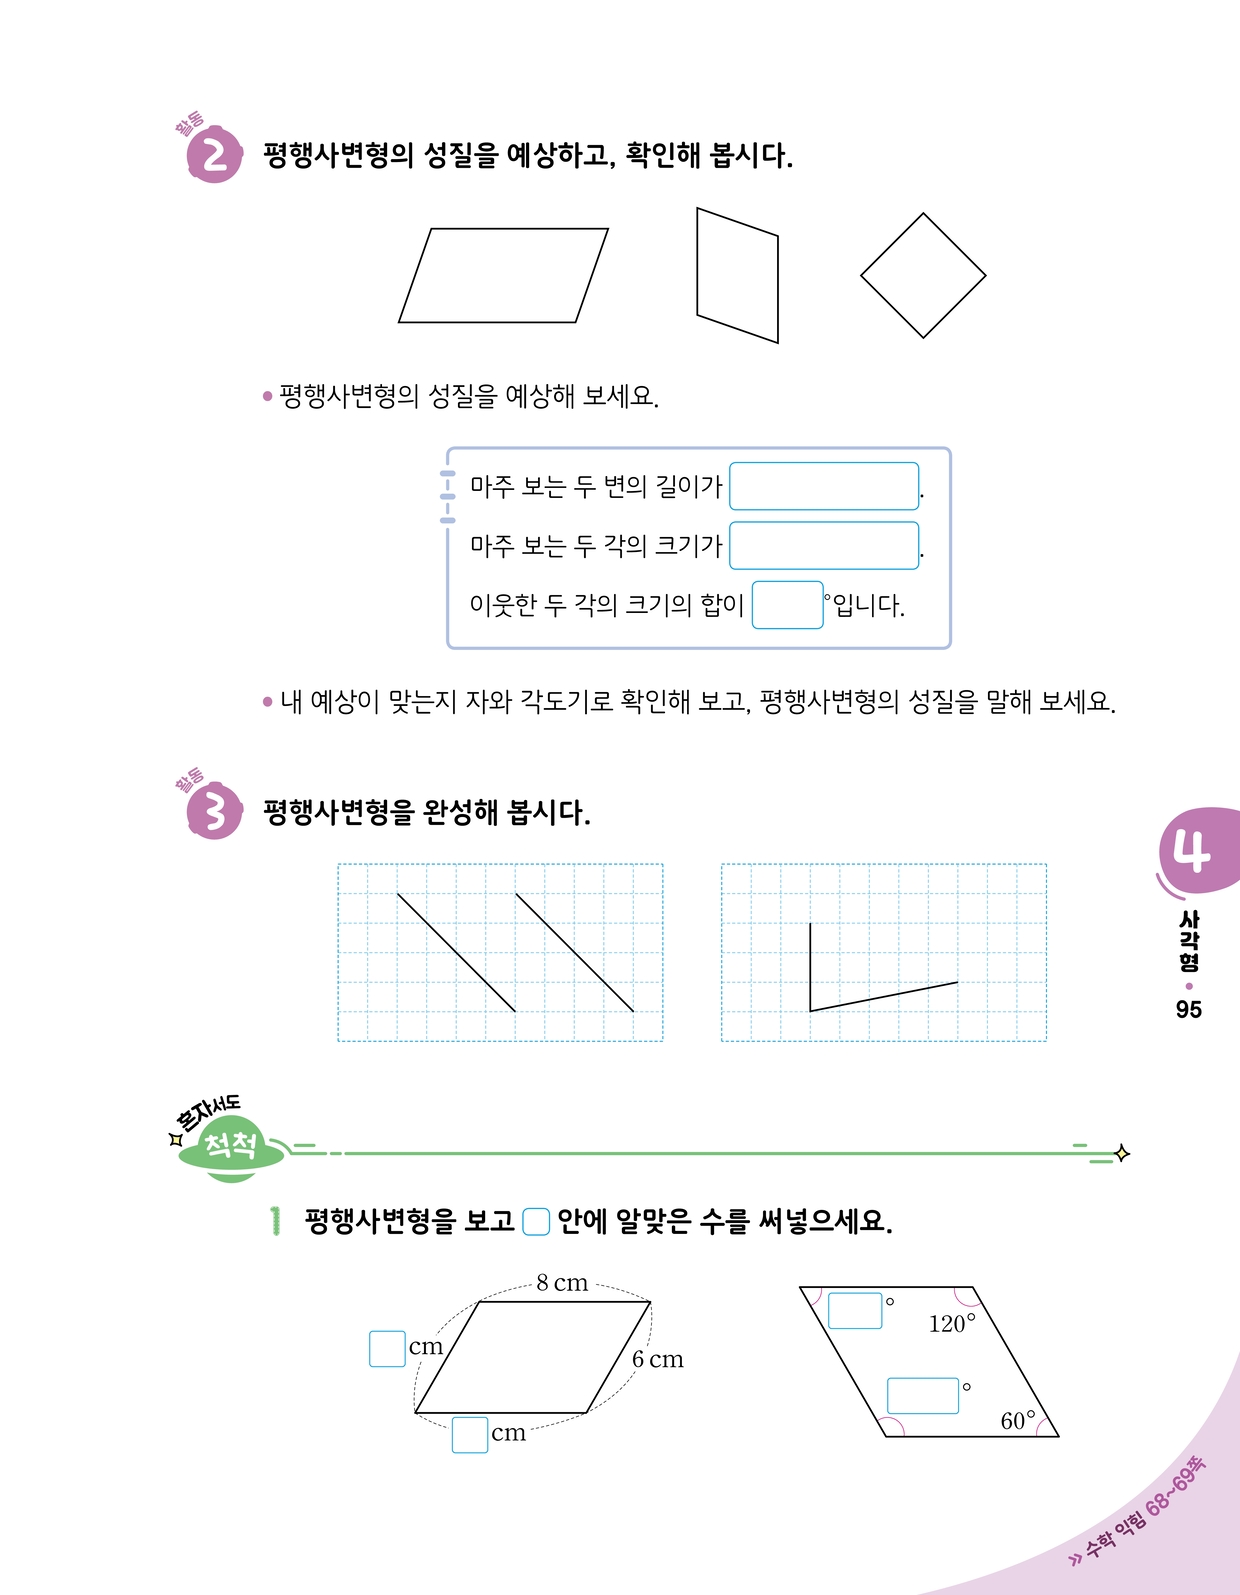 활동
2 평행사변형의 성질을 예상하고, 확인해 봅시다.
• 평행사변형의 성질을 예상해 보세요.
마주 보는 두 변의 길이가 .
마주 보는 두 각의 크기가 .
이웃한 두 각의 크기의 합이 °입니다.
• 내 예상이 맞는지 자와 각도기로 확인해 보고, 평행사변형의 성질을 말해 보세요.
활동
3 평행사변형을 완성해 봅시다.
4
사각형
•
95
혼자서도
척척
1 평행사변형을 보고 □ 안에 알맞은 수를 써넣으세요.
8 cm
cm
6 cm
cm
°
120°
°
60°
» 수학 익힘 68~69쪽